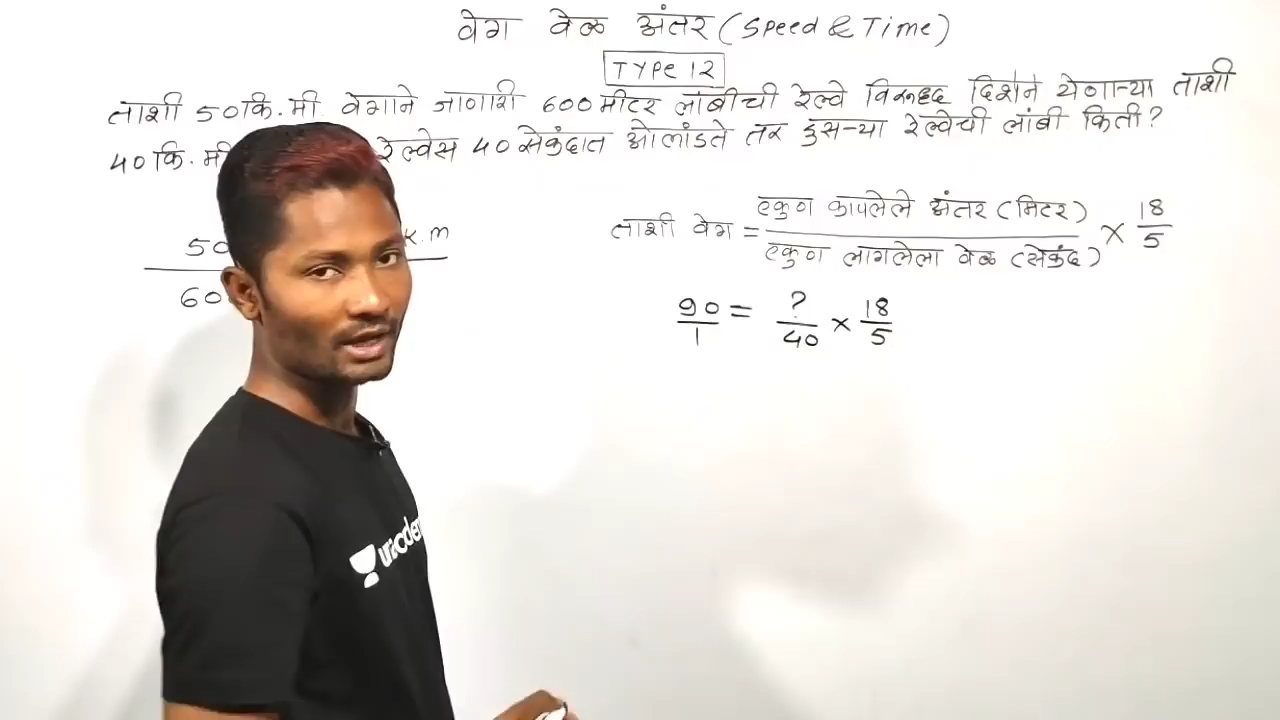 वेग वेळ अंतर (Speed & Time)
TYPE 12
ताशी 50 कि.मी. वेगाने जाणारी 600 मीटर लांबीची रेल्वे विरुद्ध दिशेने येणाऱ्या ताशी
40 कि.मी रेल्वेस 40 सेकंदात ओलांडते तर दुसऱ्या रेल्वेची लांबी किती?
ताशी वेग = एकुण कापलेले अंतर (मिटर) / एकुण लागलेला वेळ (सेकंद) × 18/5
50 K.m
60
90/1 = ?/40 × 18/5
unacadem